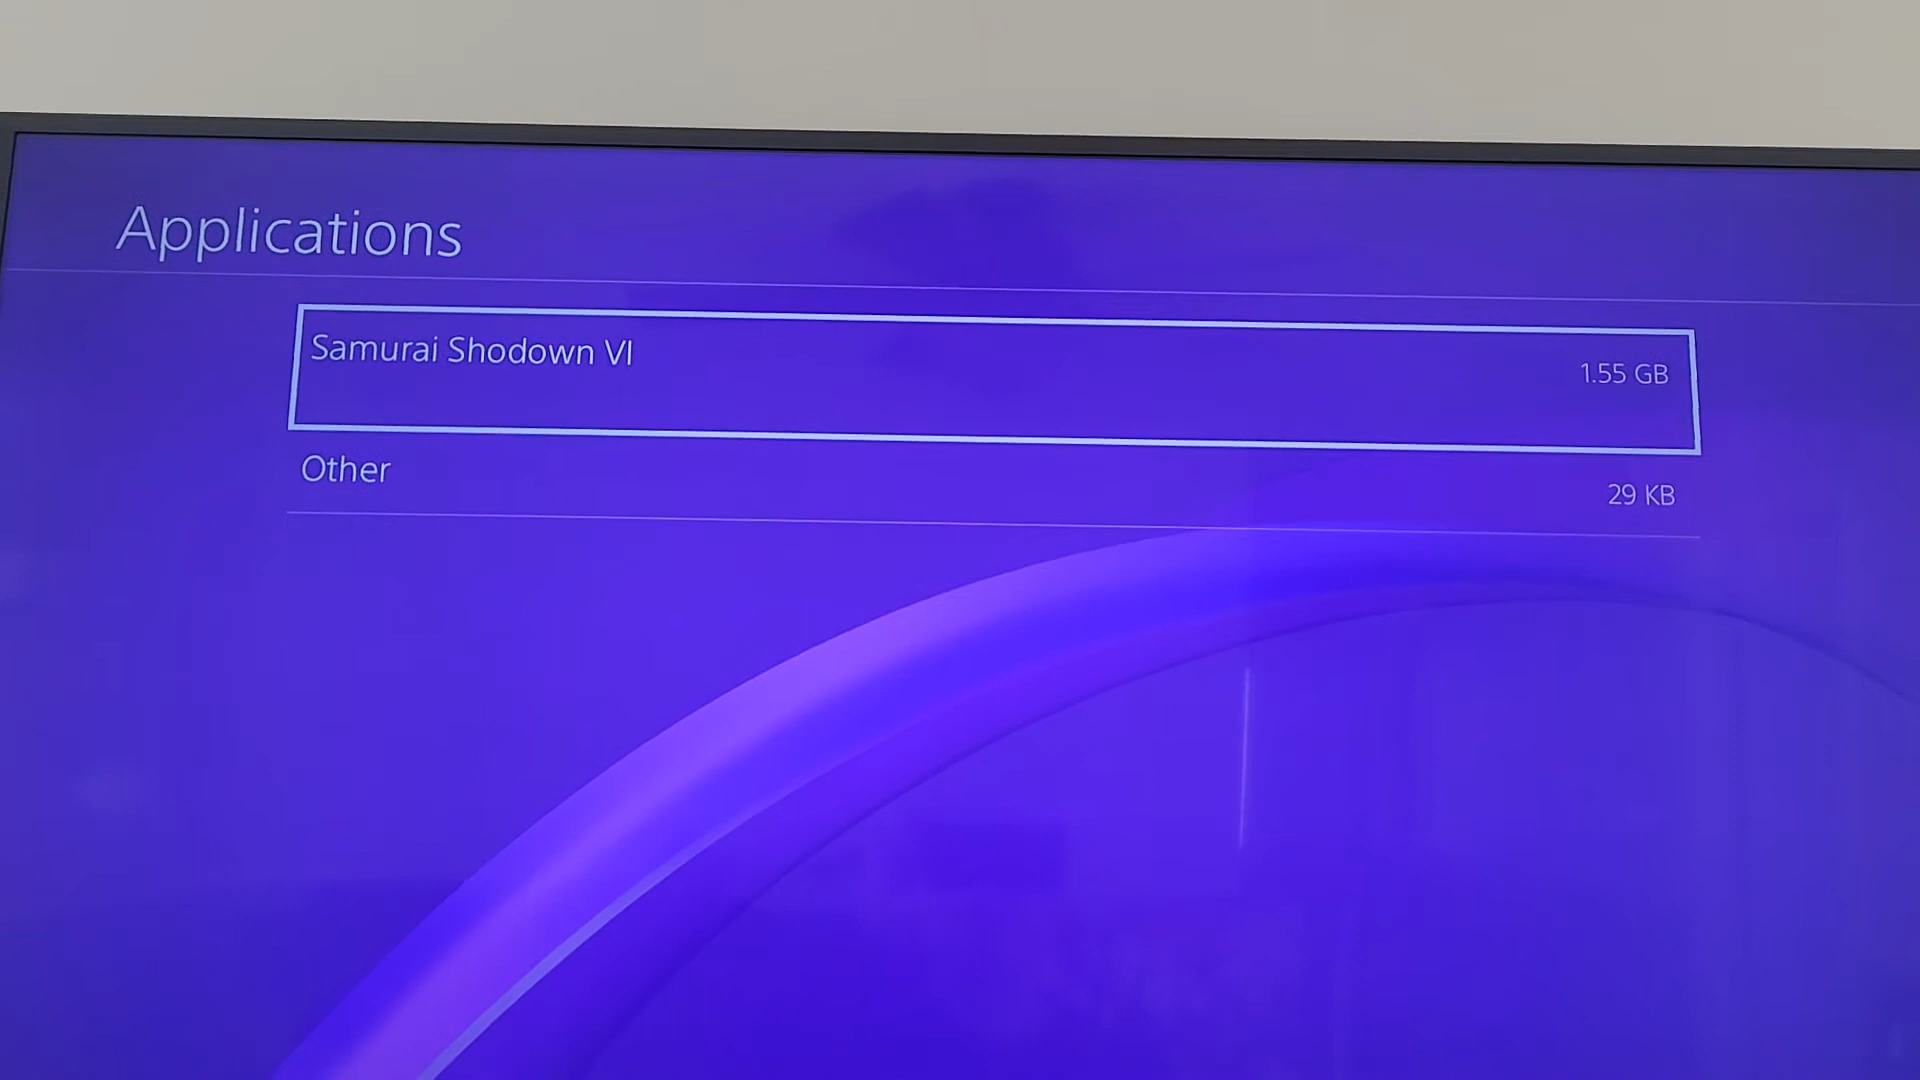 Applications
Samurai Shodown VI
1.55 GB
Other
29 KB